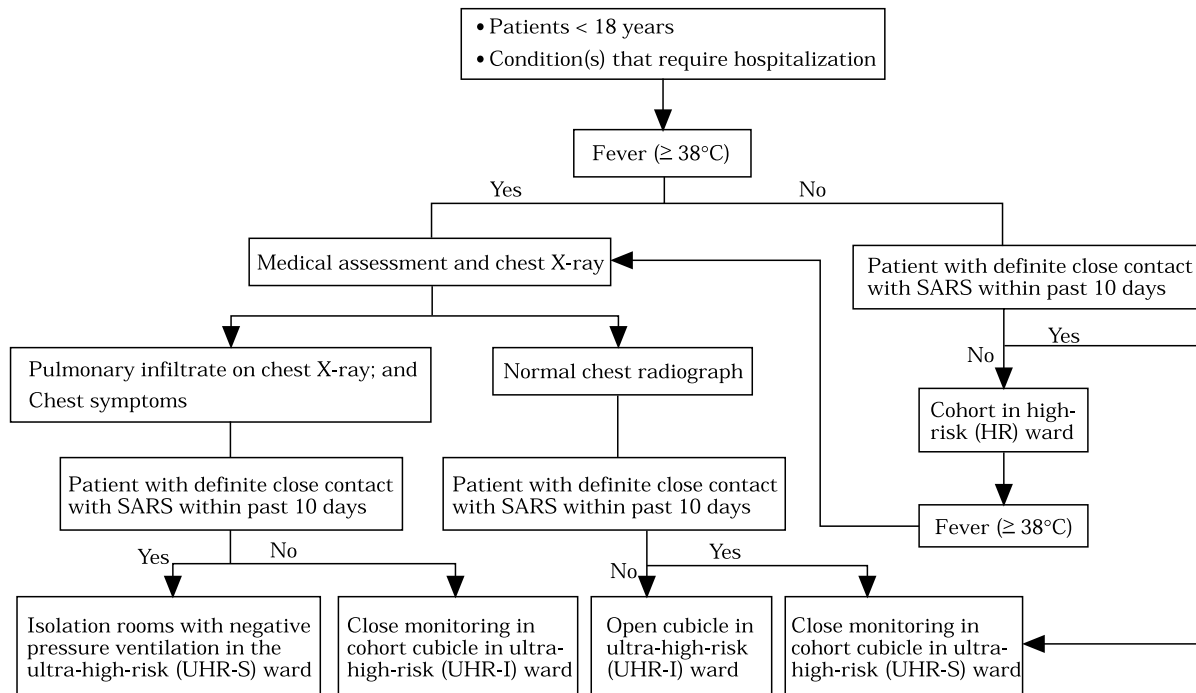 • Patients < 18 years
• Condition(s) that require hospitalization
Fever (≥ 38°C)
Yes
No
Medical assessment and chest X-ray
Patient with definite close contact
with SARS within past 10 days
Yes
No
Pulmonary infiltrate on chest X-ray; and
Chest symptoms
Normal chest radiograph
Cohort in high-
risk (HR) ward
Patient with definite close contact
with SARS within past 10 days
Patient with definite close contact
with SARS within past 10 days
Fever (≥ 38°C)
Yes
No
No
Yes
Isolation rooms with negative
pressure ventilation in the
ultra-high-risk (UHR-S) ward
Close monitoring in
cohort cubicle in ultra-
high-risk (UHR-I) ward
Open cubicle in
ultra-high-risk
(UHR-I) ward
Close monitoring in
cohort cubicle in ultra-
high-risk (UHR-S) ward